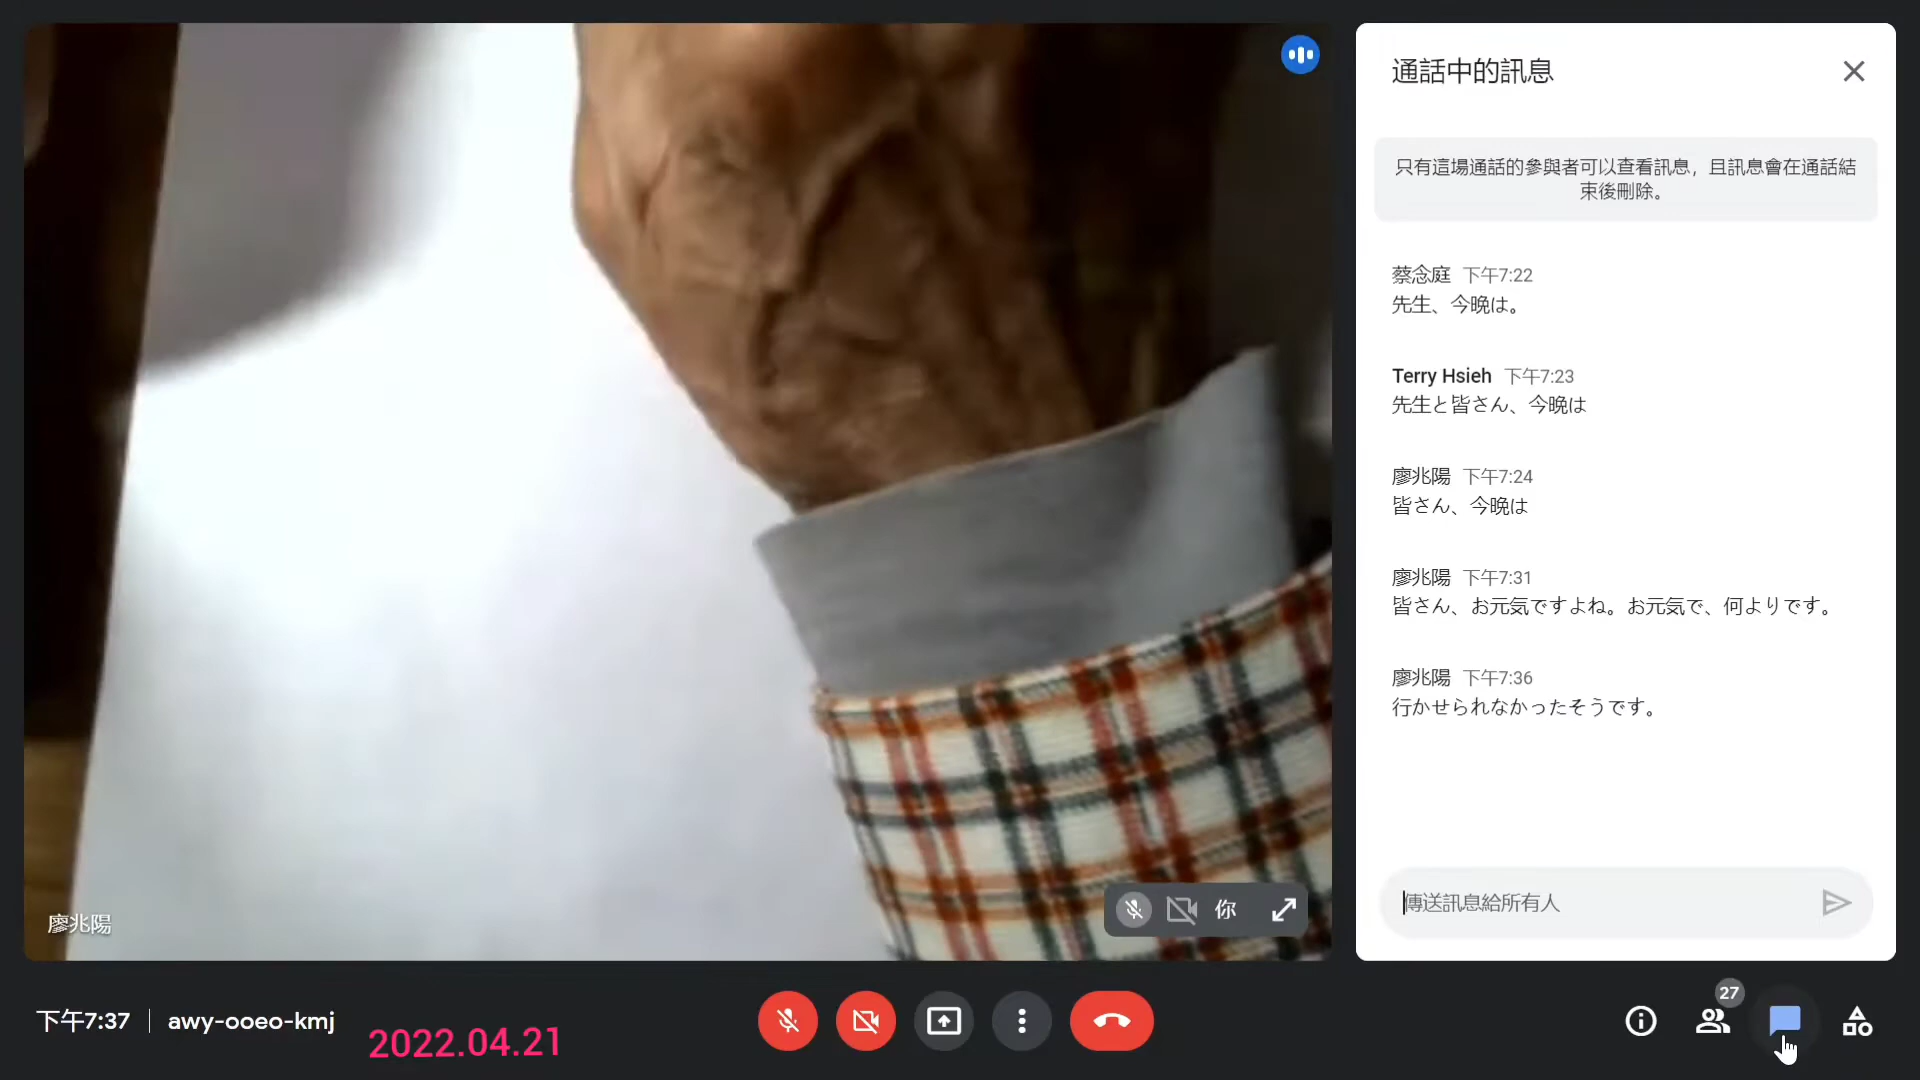 通話中的訊息
只有這場通話的參與者可以查看訊息，且訊息會在通話結
束後刪除。
蔡念庭 下午7:22
先生、今晩は。
Terry Hsieh 下午7:23
先生と皆さん、今晩は
廖兆陽 下午7:24
皆さん、今晩は
廖兆陽 下午7:31
皆さん、お元気ですよね。お元気で、何よりです。
廖兆陽 下午7:36
行かせられなかったそうです。
傳送訊息給所有人
廖兆陽
你
下午7:37 | awy-ooeo-kmj
2022.04.21
27